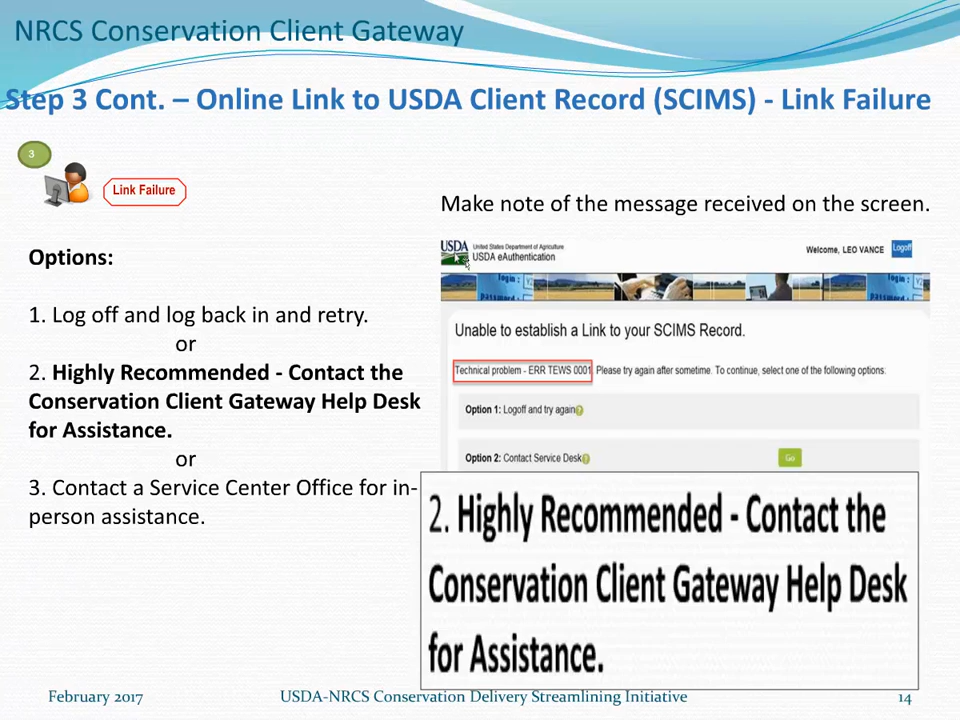 NRCS Conservation Client Gateway
Step 3 Cont. – Online Link to USDA Client Record (SCIMS) - Link Failure
3
Link Failure
Options:
1. Log off and log back in and retry.
or
2. Highly Recommended - Contact the
Conservation Client Gateway Help Desk
for Assistance.
or
3. Contact a Service Center Office for in-
person assistance.
Make note of the message received on the screen.
USDA
United States Department of Agriculture
USDA eAuthentication
Welcome, LEO VANCE
Logoff
Unable to establish a Link to your SCIMS Record.
Technical problem - ERR TEWS 0001. Please try again after sometime. To continue, select one of the following options:
Option 1: Logoff and try again
Option 2: Contact Service Desk
Go
2. Highly Recommended - Contact the
Conservation Client Gateway Help Desk
for Assistance.
February 2017
USDA-NRCS Conservation Delivery Streamlining Initiative
14